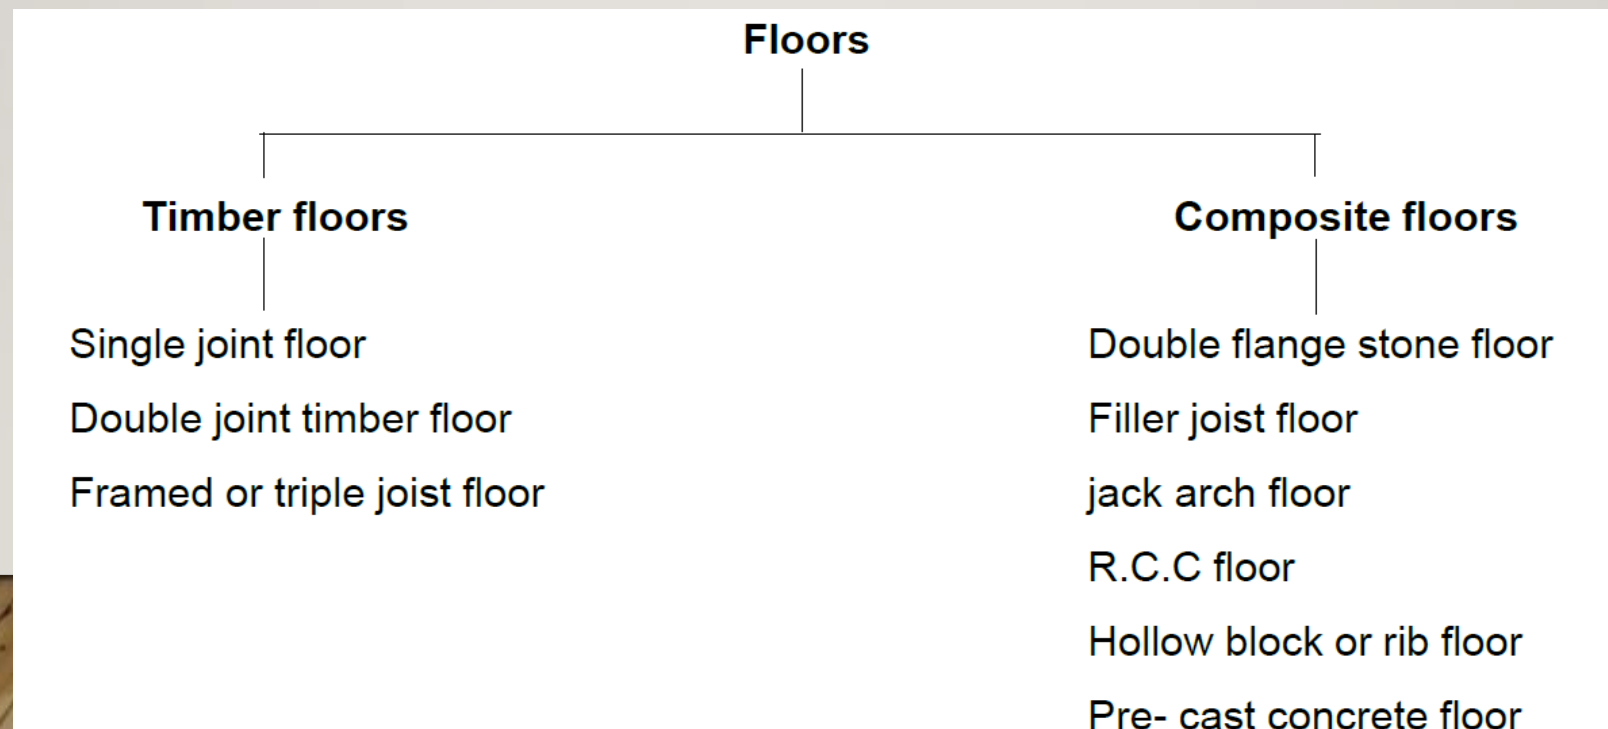 Floors
Timber floors
Single joint floor
Double joint timber floor
Framed or triple joist floor
Composite floors
Double flange stone floor
Filler joist floor
jack arch floor
R.C.C floor
Hollow block or rib floor
Pre- cast concrete floor